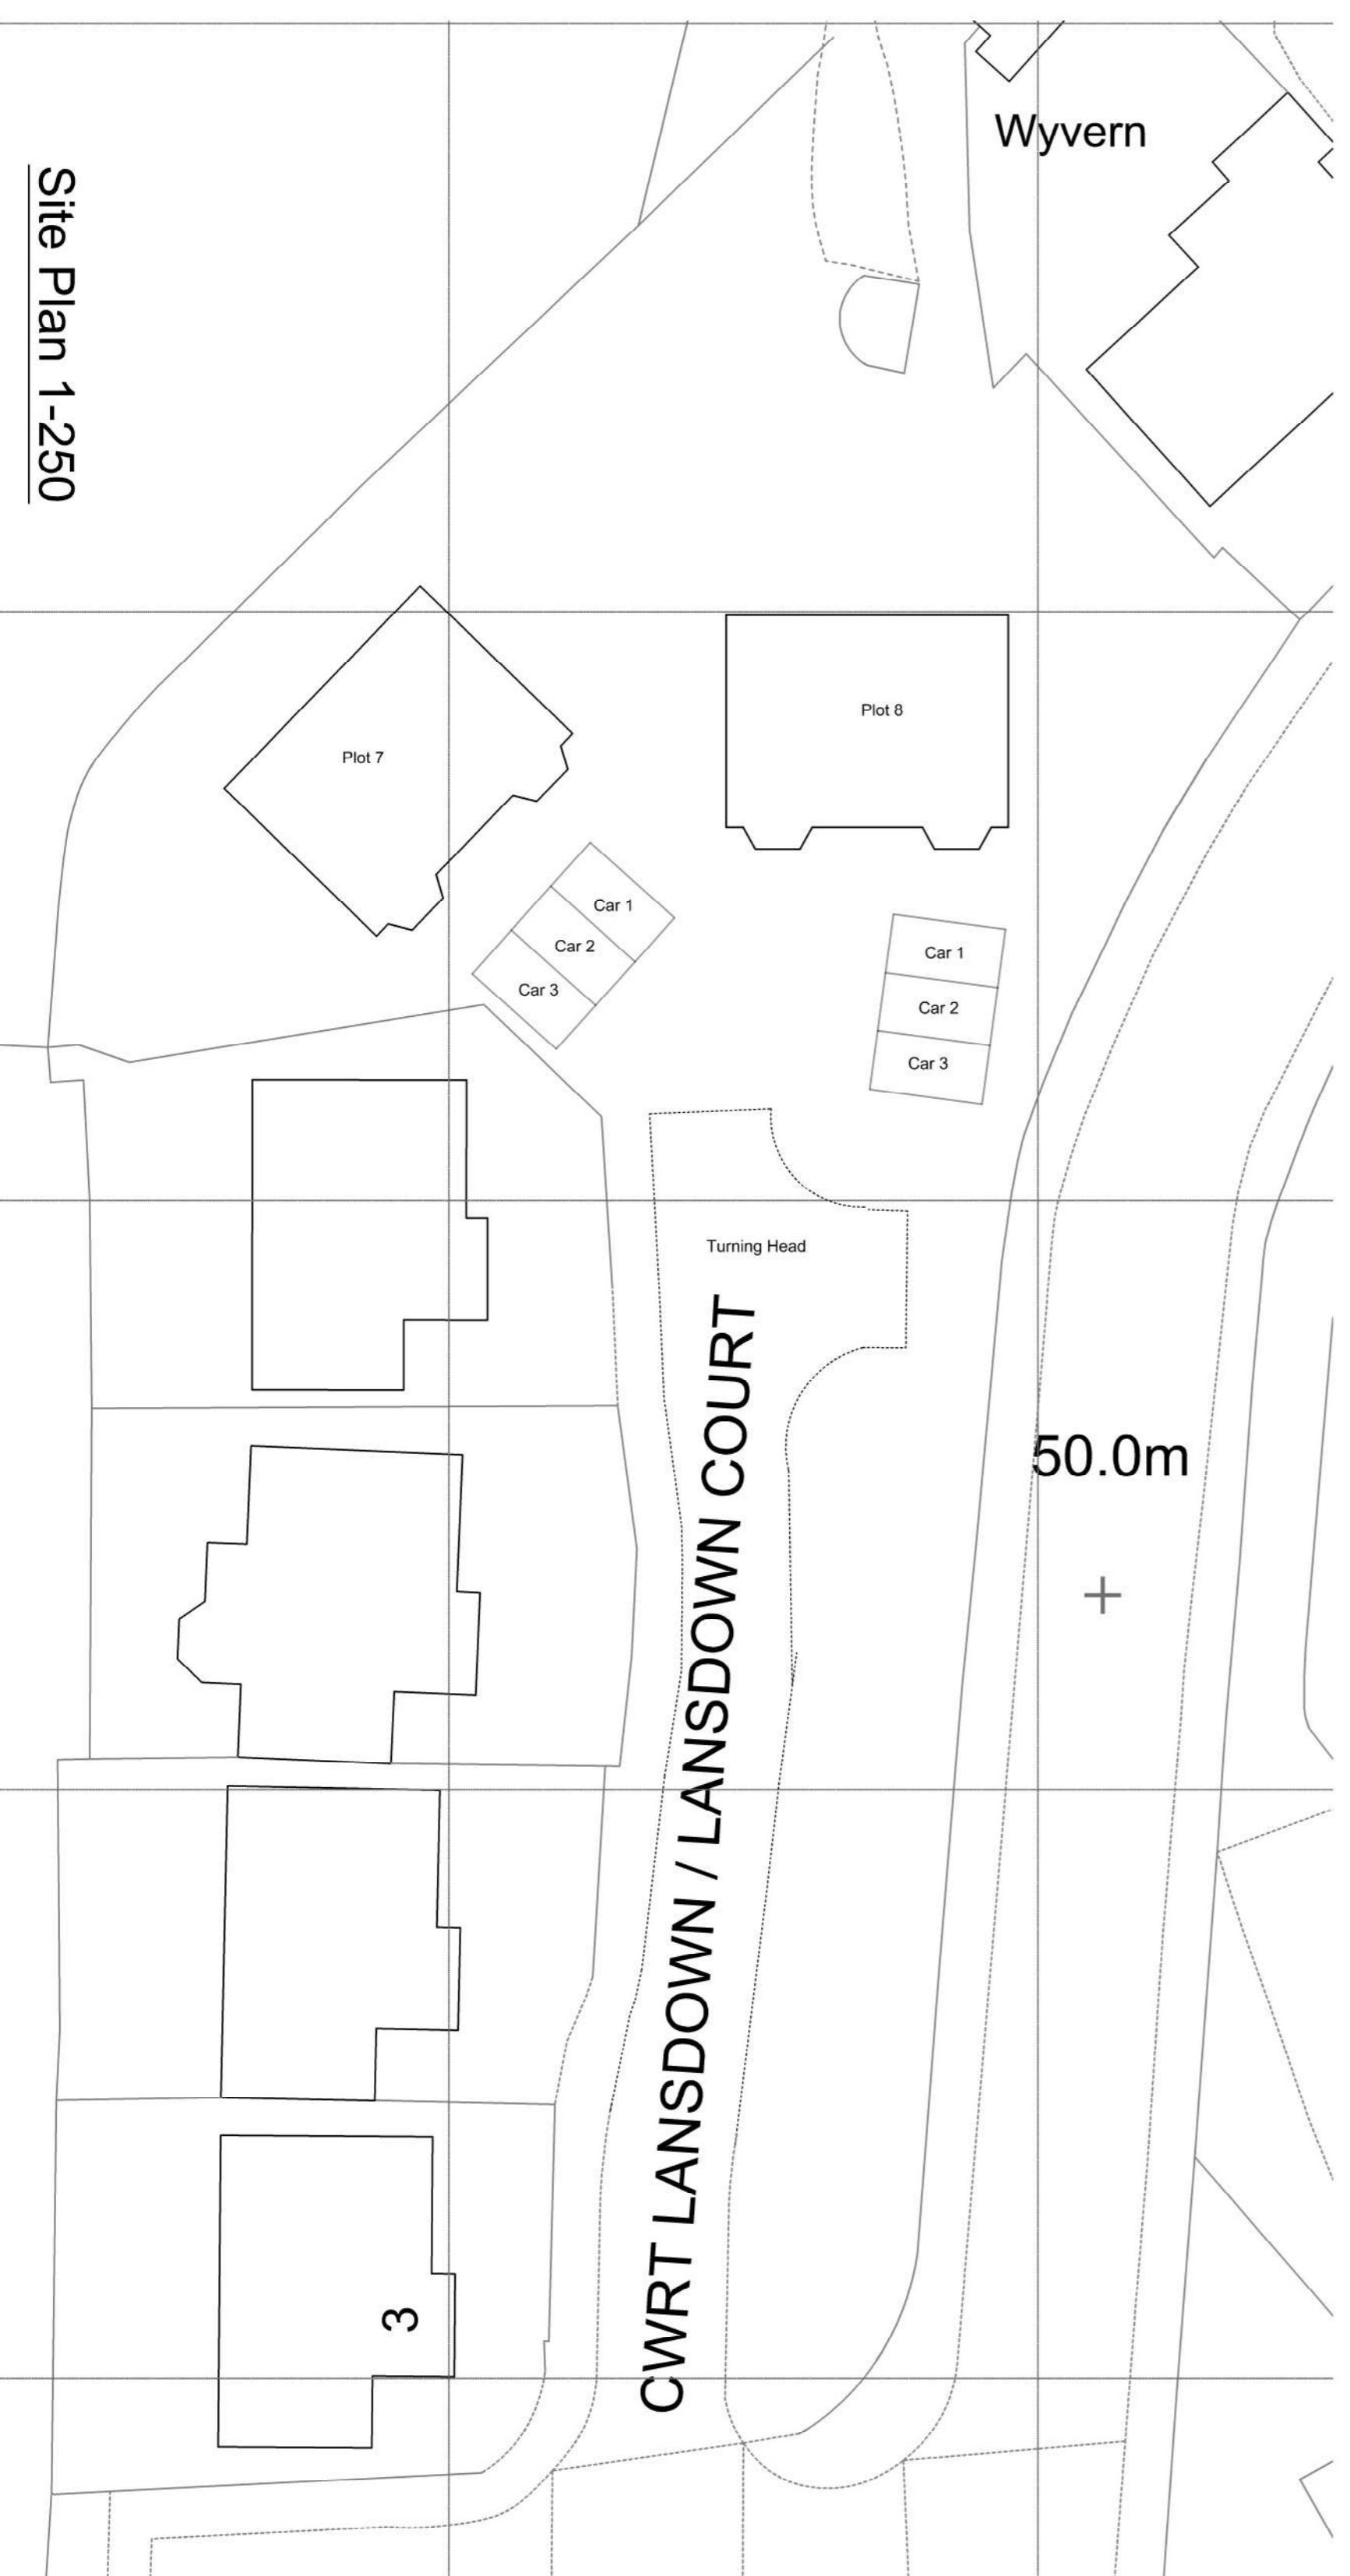 Site Plan 1-250
Wyvern
Plot 8
Plot 7
Car 1
Car 2
Car 3
Car 1
Car 2
Car 3
Turning Head
CWRT LANSDOWN / LANSDOWN COURT
50.0m
3